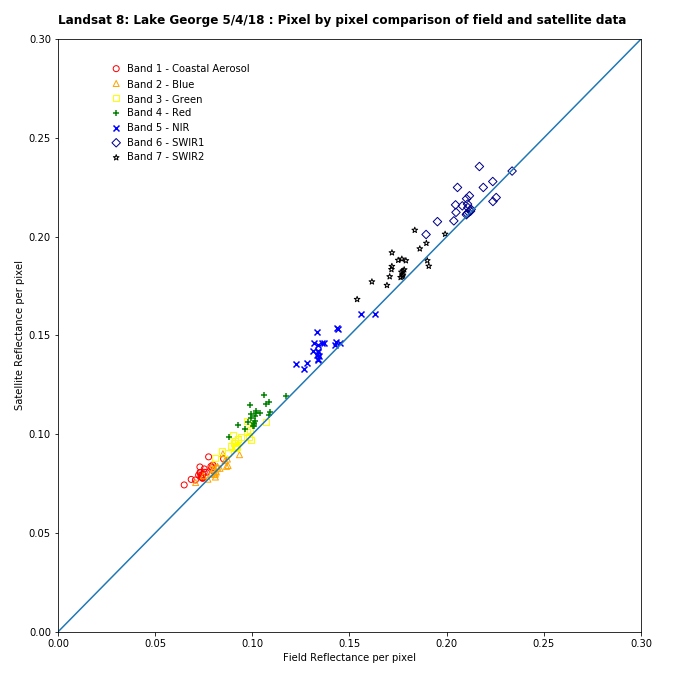 Landsat 8: Lake George 5/4/18 : Pixel by pixel comparison of field and satellite data
0.30
Band 1 - Coastal Aerosol
Band 2 - Blue
Band 3 - Green
Band 4 - Red
Band 5 - NIR
Band 6 - SWIR1
Band 7 - SWIR2
0.25
0.20
0.15
0.10
0.05
0.00
Satellite Reflectance per pixel
0.00 0.05 0.10 0.15 0.20 0.25 0.30
Field Reflectance per pixel